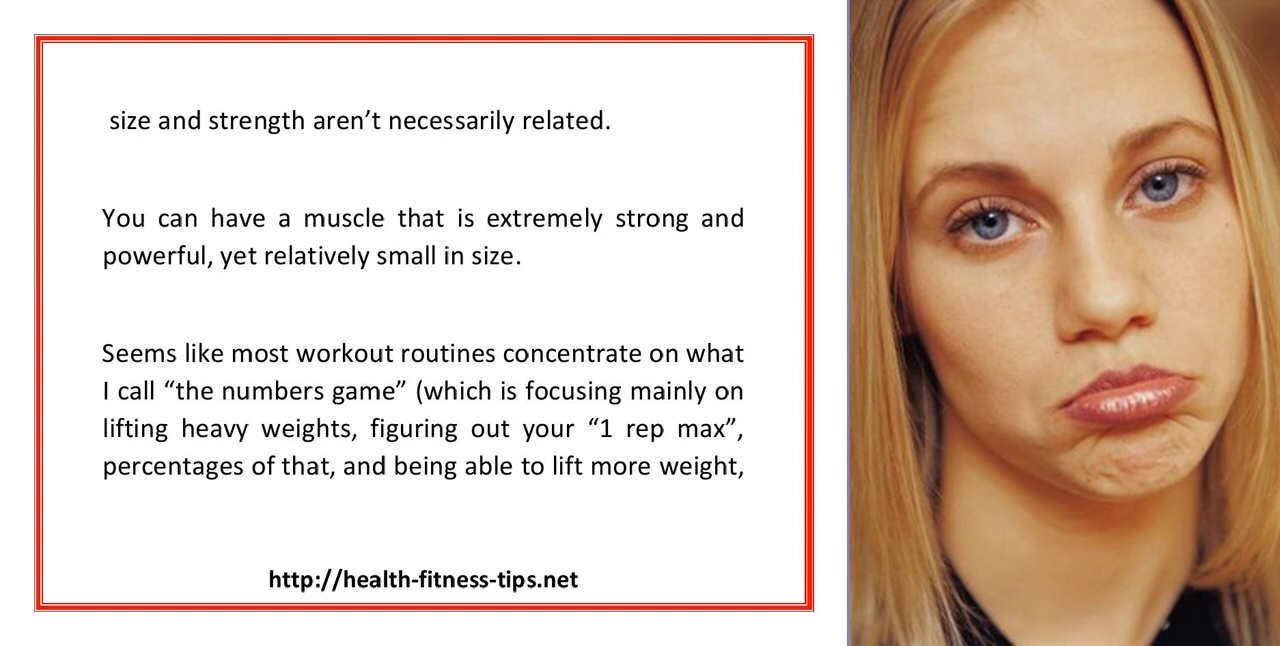 size and strength aren’t necessarily related.
You can have a muscle that is extremely strong and
powerful, yet relatively small in size.
Seems like most workout routines concentrate on what
I call “the numbers game” (which is focusing mainly on
lifting heavy weights, figuring out your “1 rep max”,
percentages of that, and being able to lift more weight,
http://health-fitness-tips.net